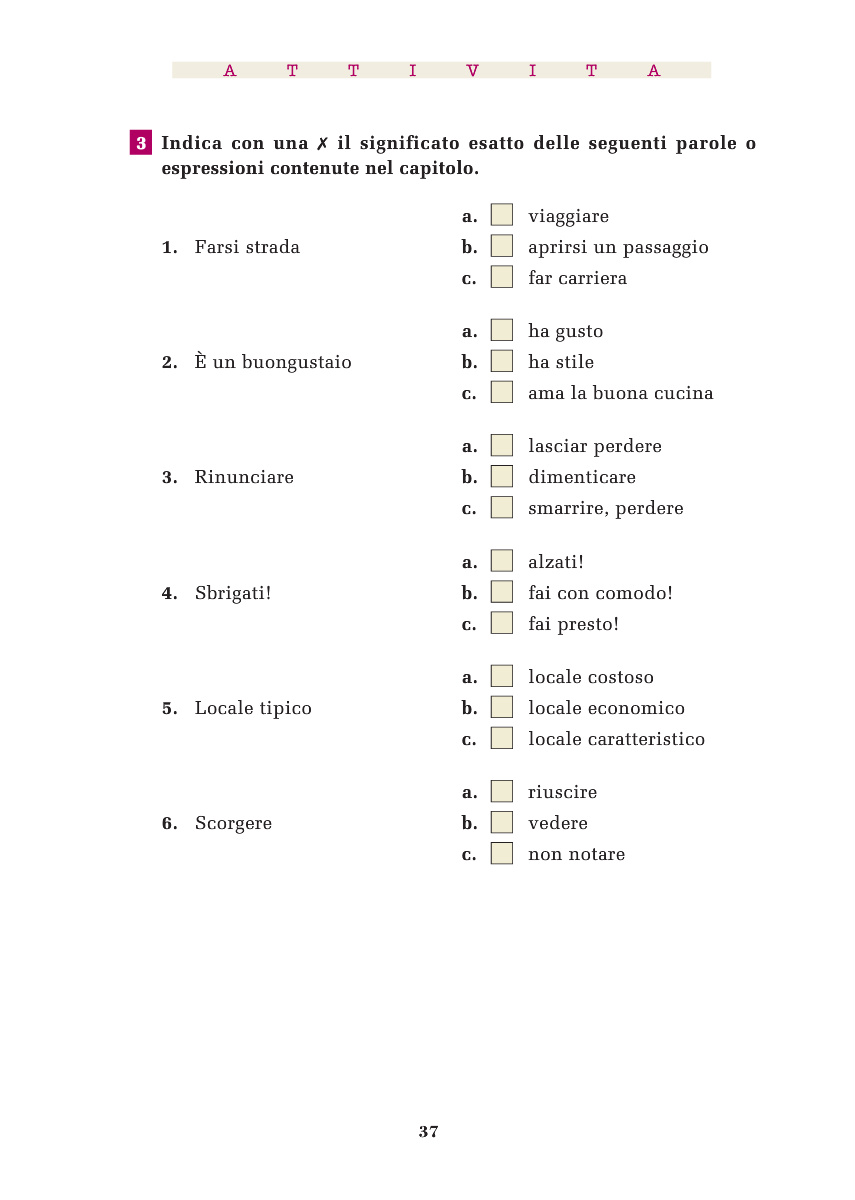 A T T I V I T A
3 Indica con una ✗ il significato esatto delle seguenti parole o
espressioni contenute nel capitolo.
a. viaggiare
1. Farsi strada b. aprirsi un passaggio
c. far carriera
a. ha gusto
2. È un buongustaio b. ha stile
c. ama la buona cucina
a. lasciar perdere
3. Rinunciare b. dimenticare
c. smarrire, perdere
a. alzati!
4. Sbrigati! b. fai con comodo!
c. fai presto!
a. locale costoso
5. Locale tipico b. locale economico
c. locale caratteristico
a. riuscire
6. Scorgere b. vedere
c. non notare
37